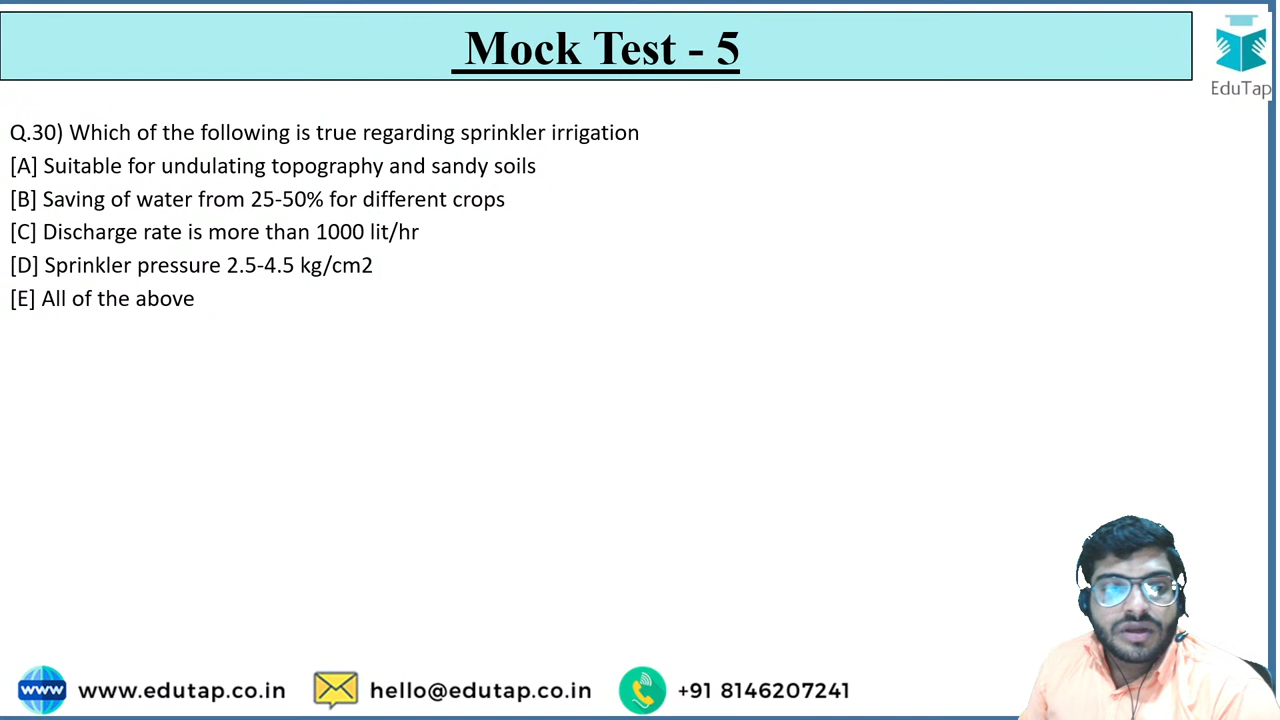 Mock Test - 5
EduTap
Q.30) Which of the following is true regarding sprinkler irrigation
[A] Suitable for undulating topography and sandy soils
[B] Saving of water from 25-50% for different crops
[C] Discharge rate is more than 1000 lit/hr
[D] Sprinkler pressure 2.5-4.5 kg/cm2
[E] All of the above
www www.edutap.co.in hello@edutap.co.in +91 8146207241